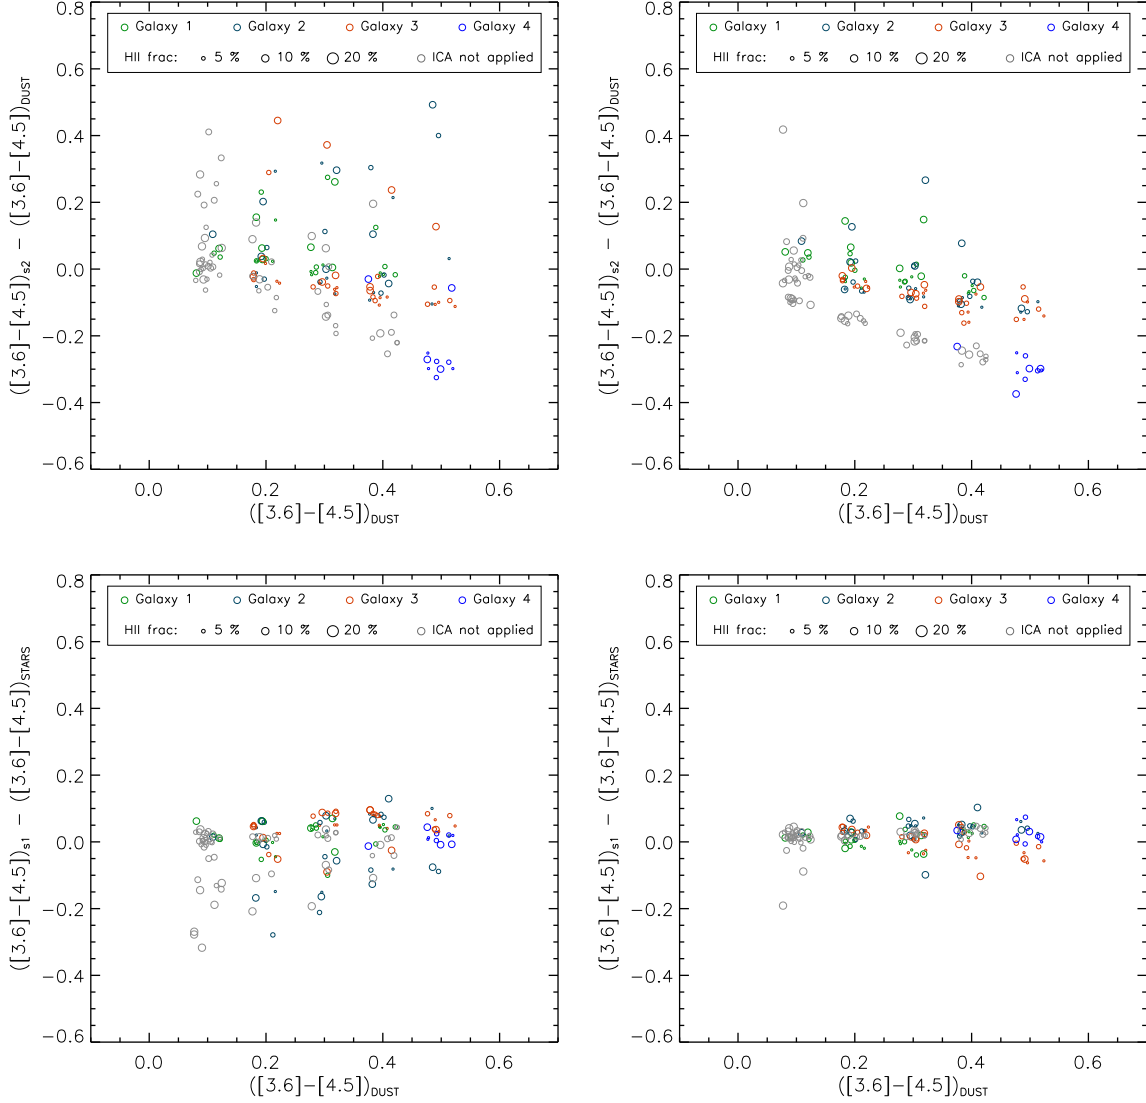 0.8
Galaxy 1 Galaxy 2 Galaxy 3 Galaxy 4
HII frac: 5 % 10 % 20 % ICA not applied
0.6
0.4
0.2
0.0
−0.2
−0.4
−0.6
([3.6]−[4.5])s2 − ([3.6]−[4.5])DUST
0.0 0.2 0.4 0.6
([3.6]−[4.5])DUST
0.8
Galaxy 1 Galaxy 2 Galaxy 3 Galaxy 4
HII frac: 5 % 10 % 20 % ICA not applied
0.6
0.4
0.2
0.0
−0.2
−0.4
−0.6
([3.6]−[4.5])s2 − ([3.6]−[4.5])DUST
0.0 0.2 0.4 0.6
([3.6]−[4.5])DUST
0.8
Galaxy 1 Galaxy 2 Galaxy 3 Galaxy 4
HII frac: 5 % 10 % 20 % ICA not applied
0.6
0.4
0.2
0.0
−0.2
−0.4
−0.6
([3.6]−[4.5])s1 − ([3.6]−[4.5])STARS
0.0 0.2 0.4 0.6
([3.6]−[4.5])DUST
0.8
Galaxy 1 Galaxy 2 Galaxy 3 Galaxy 4
HII frac: 5 % 10 % 20 % ICA not applied
0.6
0.4
0.2
0.0
−0.2
−0.4
−0.6
([3.6]−[4.5])s1 − ([3.6]−[4.5])STARS
0.0 0.2 0.4 0.6
([3.6]−[4.5])DUST